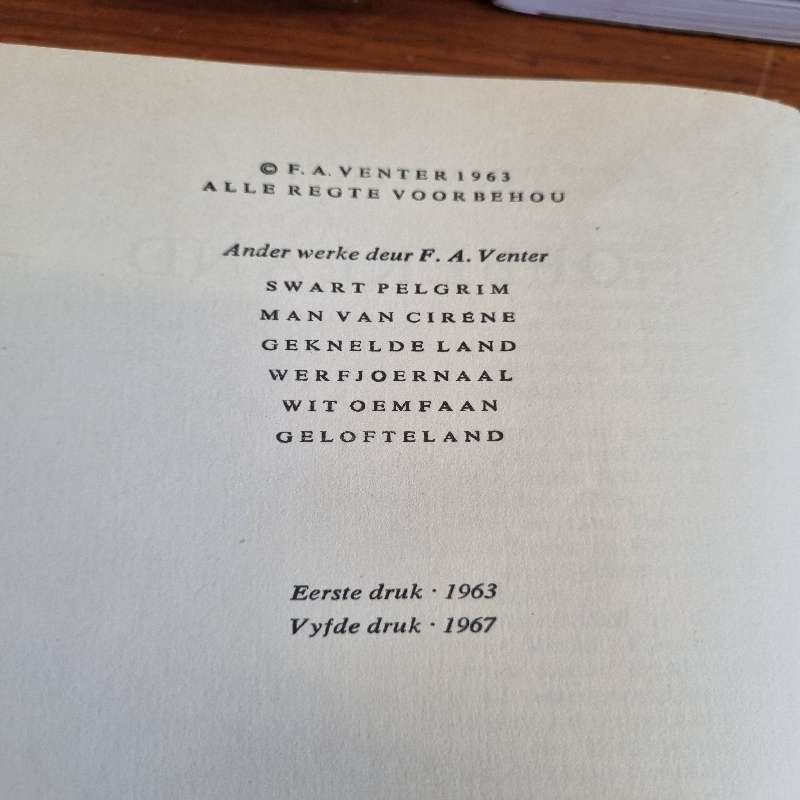 © F. A. VENTER 1963
ALLE REGTE VOORBEHOU
Ander werke deur F. A. Venter
SWART PELGRIM
MAN VAN CIRÉNE
GEKNELDE LAND
WERFJOERNAAL
WIT OEMFAAN
GELOFTELAND
Eerste druk · 1963
Vyfde druk · 1967